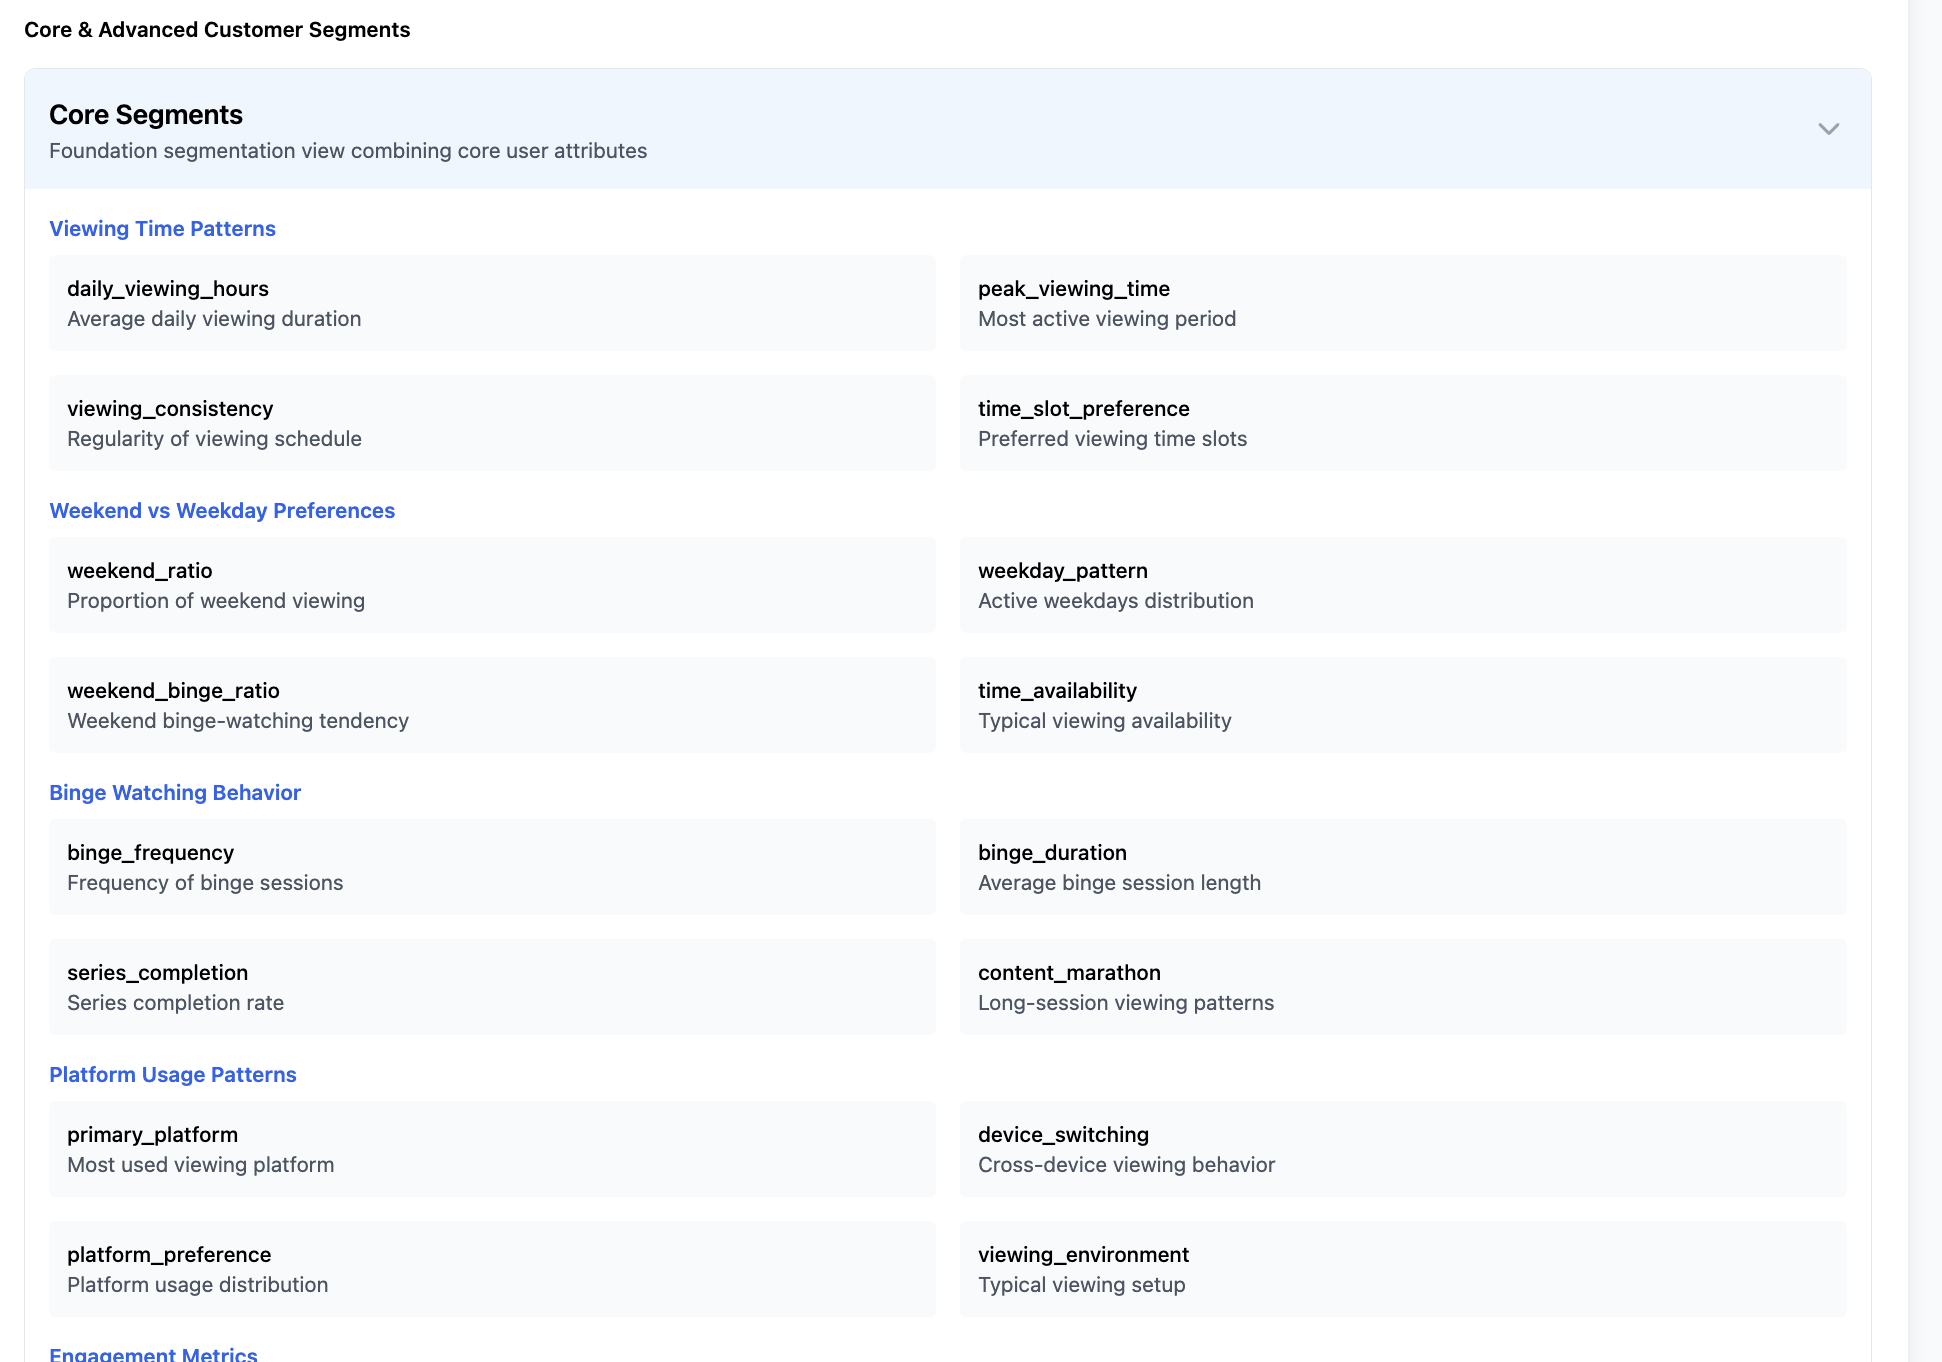 Core & Advanced Customer Segments
Core Segments
Foundation segmentation view combining core user attributes
Viewing Time Patterns
daily_viewing_hours
Average daily viewing duration
peak_viewing_time
Most active viewing period
viewing_consistency
Regularity of viewing schedule
time_slot_preference
Preferred viewing time slots
Weekend vs Weekday Preferences
weekend_ratio
Proportion of weekend viewing
weekday_pattern
Active weekdays distribution
weekend_binge_ratio
Weekend binge-watching tendency
time_availability
Typical viewing availability
Binge Watching Behavior
binge_frequency
Frequency of binge sessions
binge_duration
Average binge session length
series_completion
Series completion rate
content_marathon
Long-session viewing patterns
Platform Usage Patterns
primary_platform
Most used viewing platform
device_switching
Cross-device viewing behavior
platform_preference
Platform usage distribution
viewing_environment
Typical viewing setup
Engagement Metrics